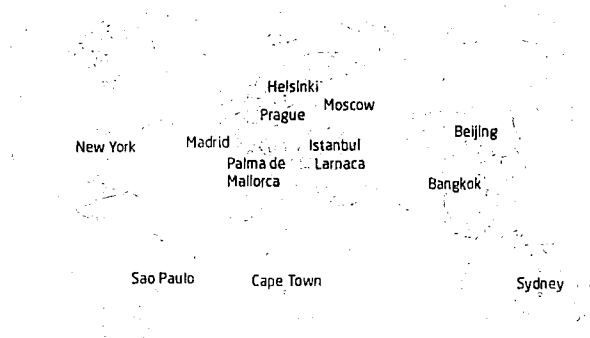 Helsinki
Moscow
Prague
Beijing
Madrid
Istanbul
New York
Palma de
Mallorca
Larnaca
Bangkok
Sao Paulo
Cape Town
Sydney